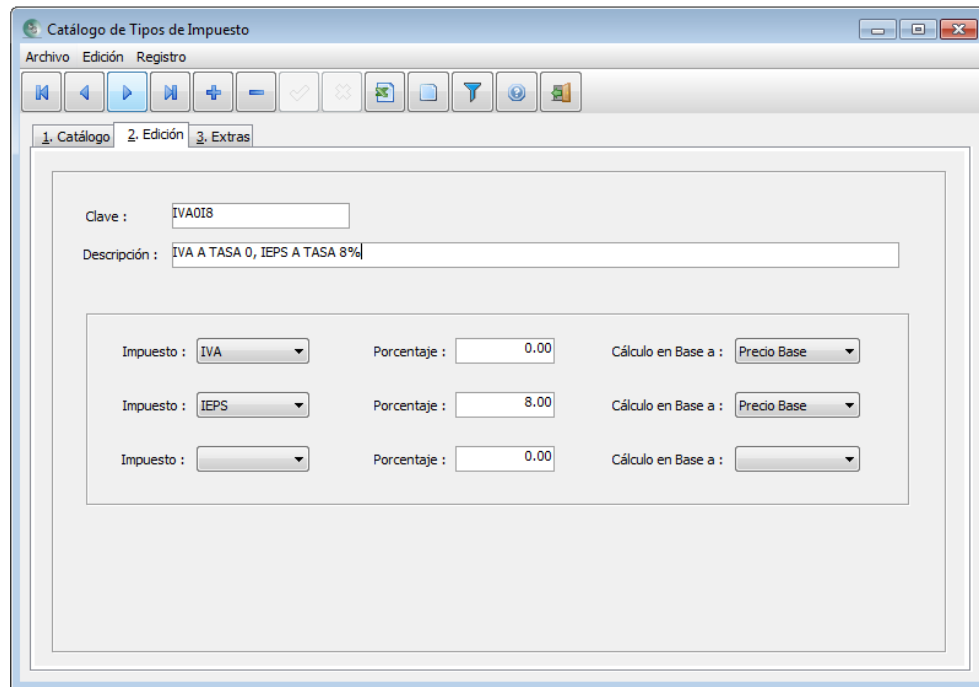 Catálogo de Tipos de Impuesto
Archivo Edición Registro
1. Catálogo 2. Edición 3. Extras
Clave : IVA0I8
Descripción : IVA A TASA 0, IEPS A TASA 8%
Impuesto : IVA Porcentaje : 0.00 Cálculo en Base a : Precio Base
Impuesto : IEPS Porcentaje : 8.00 Cálculo en Base a : Precio Base
Impuesto : Porcentaje : 0.00 Cálculo en Base a :